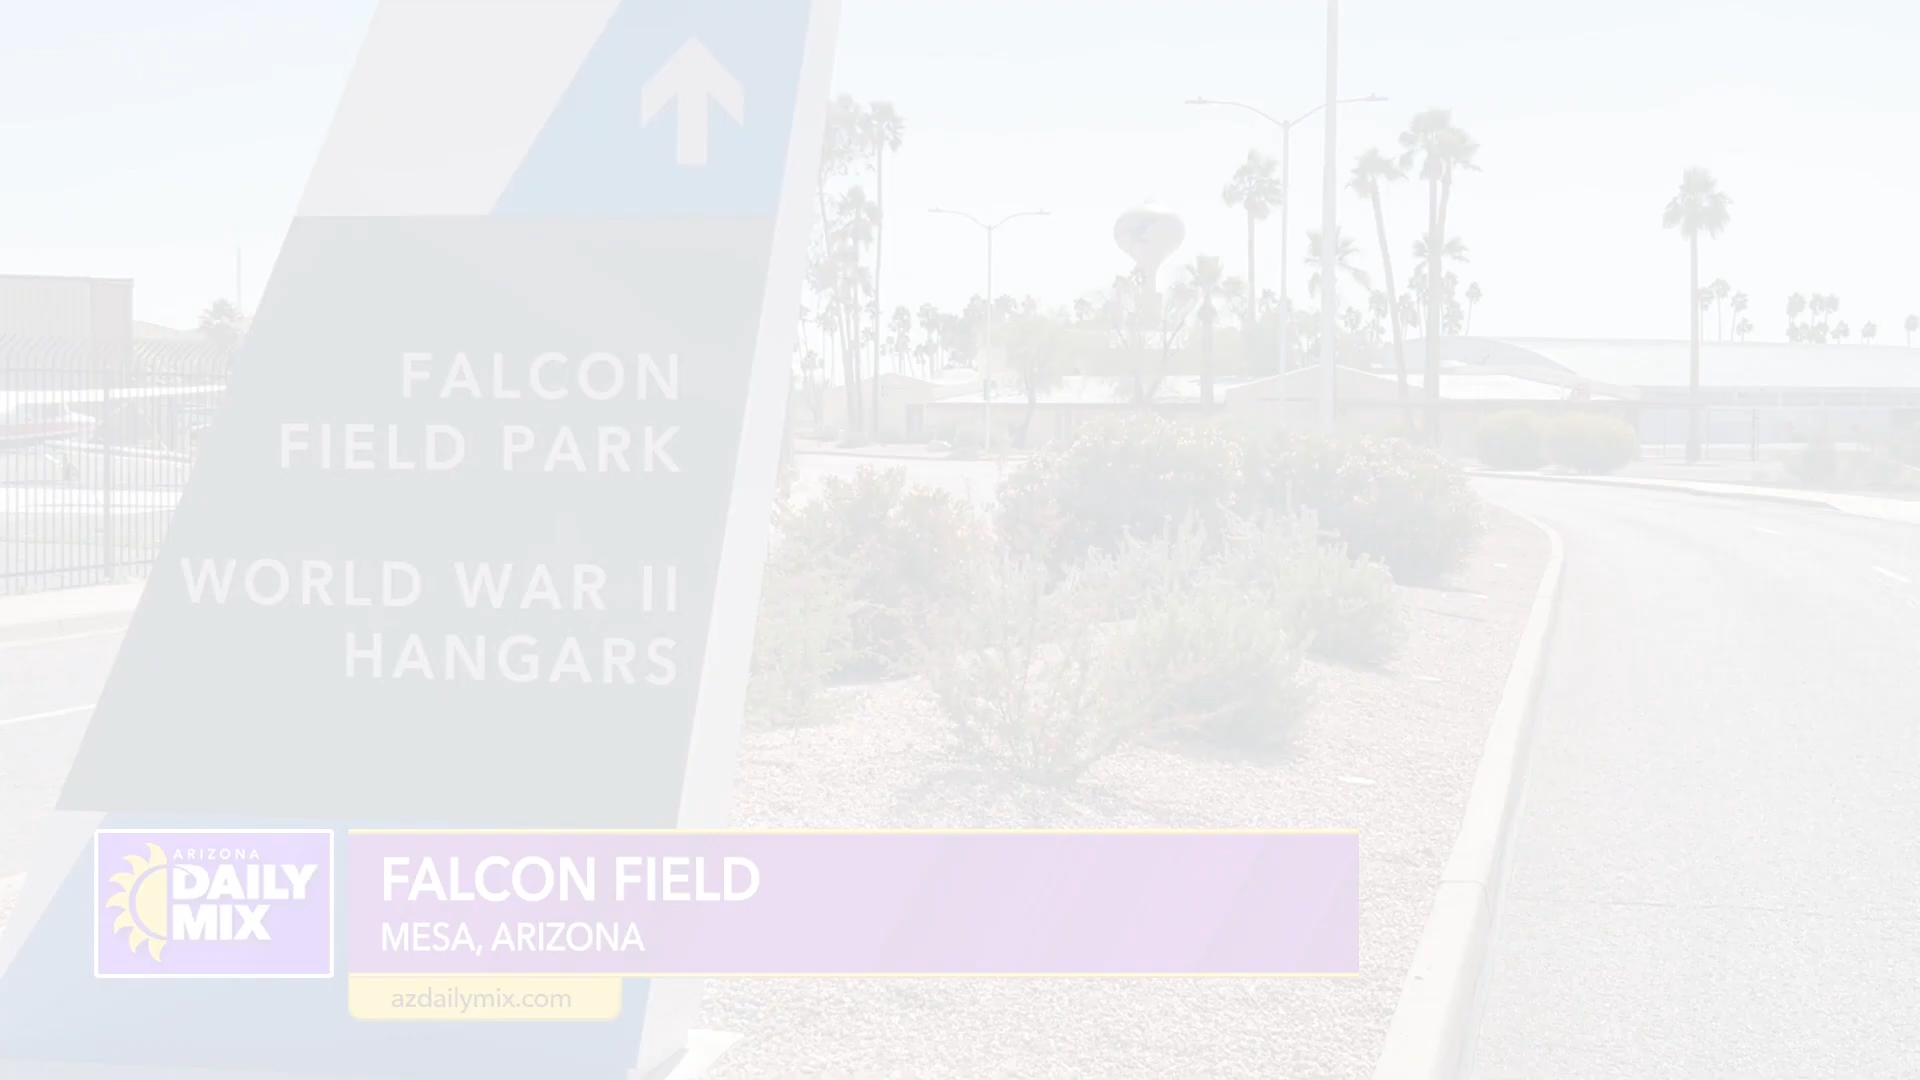 FALCON
FIELD PARK
WORLD WAR II
HANGARS
ARIZONA
DAILY
MIX
FALCON FIELD
MESA, ARIZONA
azdailymix.com